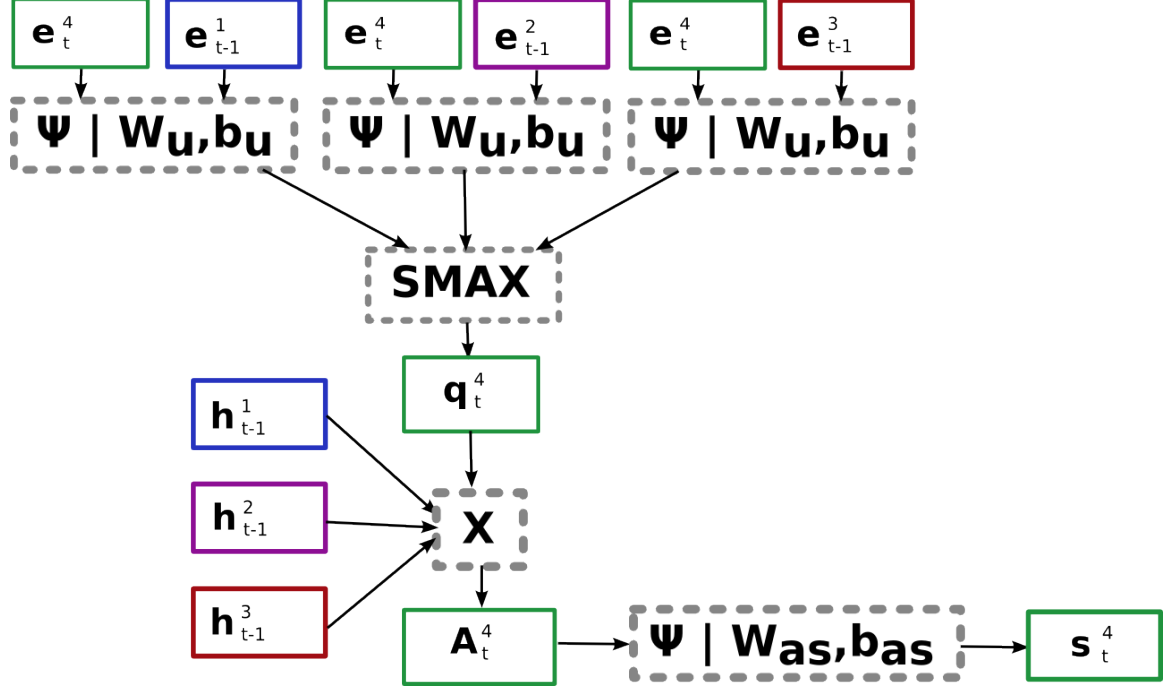 e 4 t e 1 t-1 e 4 t e 2 t-1 e 4 t e 3 t-1
Ψ | Wu,bu Ψ | Wu,bu Ψ | Wu,bu
SMAX
q 4 t
h 1 t-1
h 2 t-1
X
h 3 t-1
A 4 t Ψ | Was,bas s 4 t